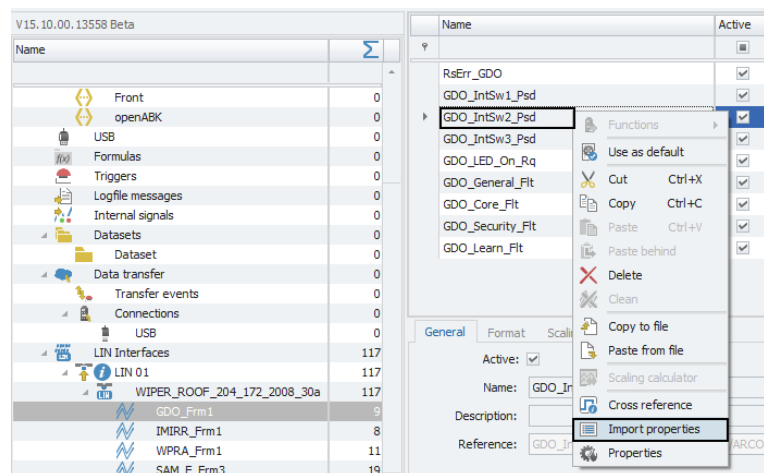 V15.10.00.13558 Beta
Name
Σ
Front 0
openABK 0
USB 0
f(x) Formulas 0
Triggers 0
Logfile messages 0
Internal signals 0
Datasets 0
Dataset 0
Data transfer 0
Transfer events 0
Connections 0
USB 0
LIN Interfaces 117
LIN 01 117
LIN WIPER_ROOF_204_172_2008_30a 117
GDO_Frm1 9
IMIRR_Frm1 8
WPRA_Frm1 11
SAM_F_Frm3 19
Name Active
RsErr_GDO
GDO_IntSw1_Psd
GDO_IntSw2_Psd
GDO_IntSw3_Psd
GDO_LED_On_Rq
GDO_General_Flt
GDO_Core_Flt
GDO_Security_Flt
GDO_Learn_Flt
Functions
Use as default
Cut Ctrl+X
Copy Ctrl+C
Paste Ctrl+V
Paste behind
Delete
Clean
Copy to file
Paste from file
Scaling calculator
Cross reference
Import properties
Properties
General Format Scali
Active:
Name: GDO_In
Description:
Reference: GDO_In
/ARCO